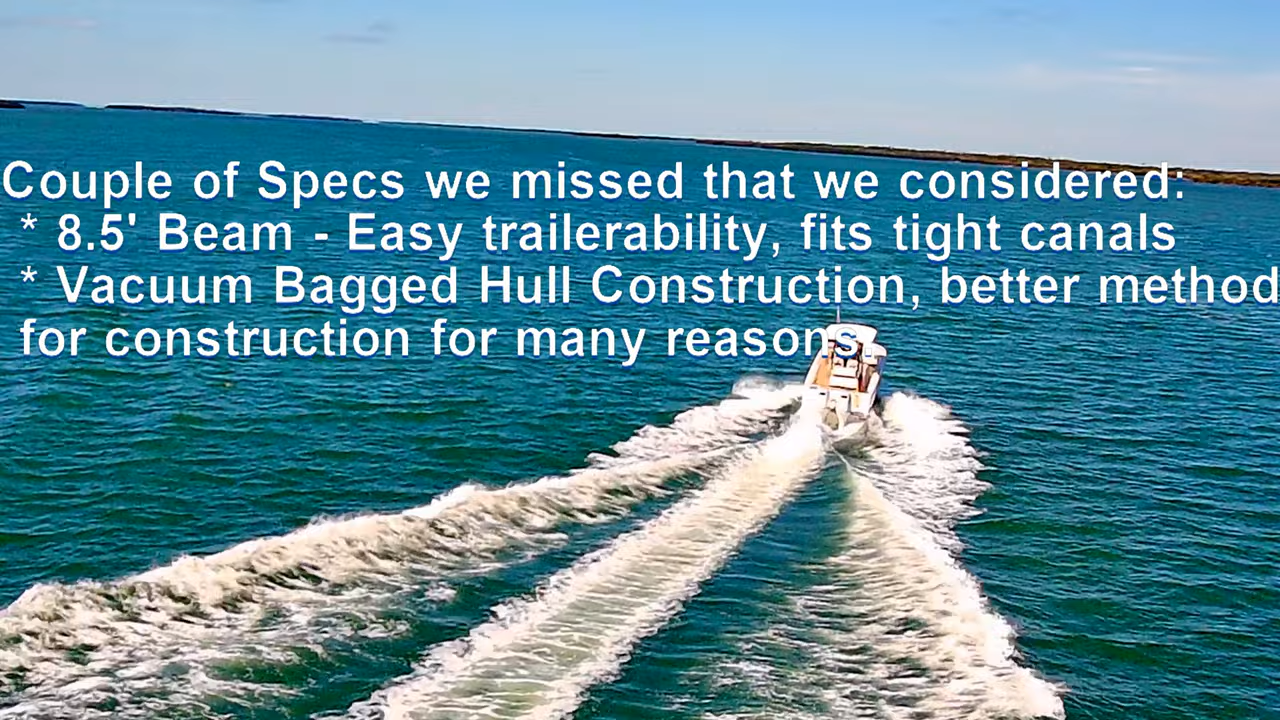 Couple of Specs we missed that we considered:
* 8.5' Beam - Easy trailerability, fits tight canals
* Vacuum Bagged Hull Construction, better method
for construction for many reasons.